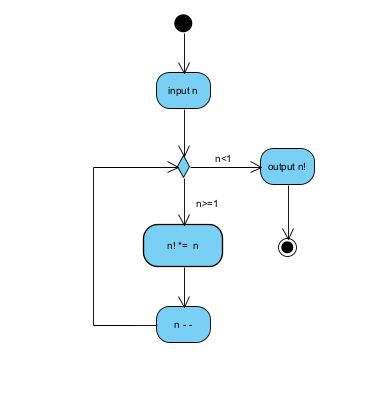 input n
n<1
output n!
n>=1
n! *= n
n - -